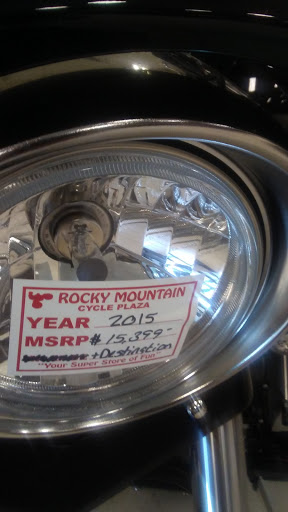 ROCKY MOUNTAIN
CYCLE PLAZA
YEAR 2015
MSRP $15,399-
+Destination
"Your Super Store of Fun"